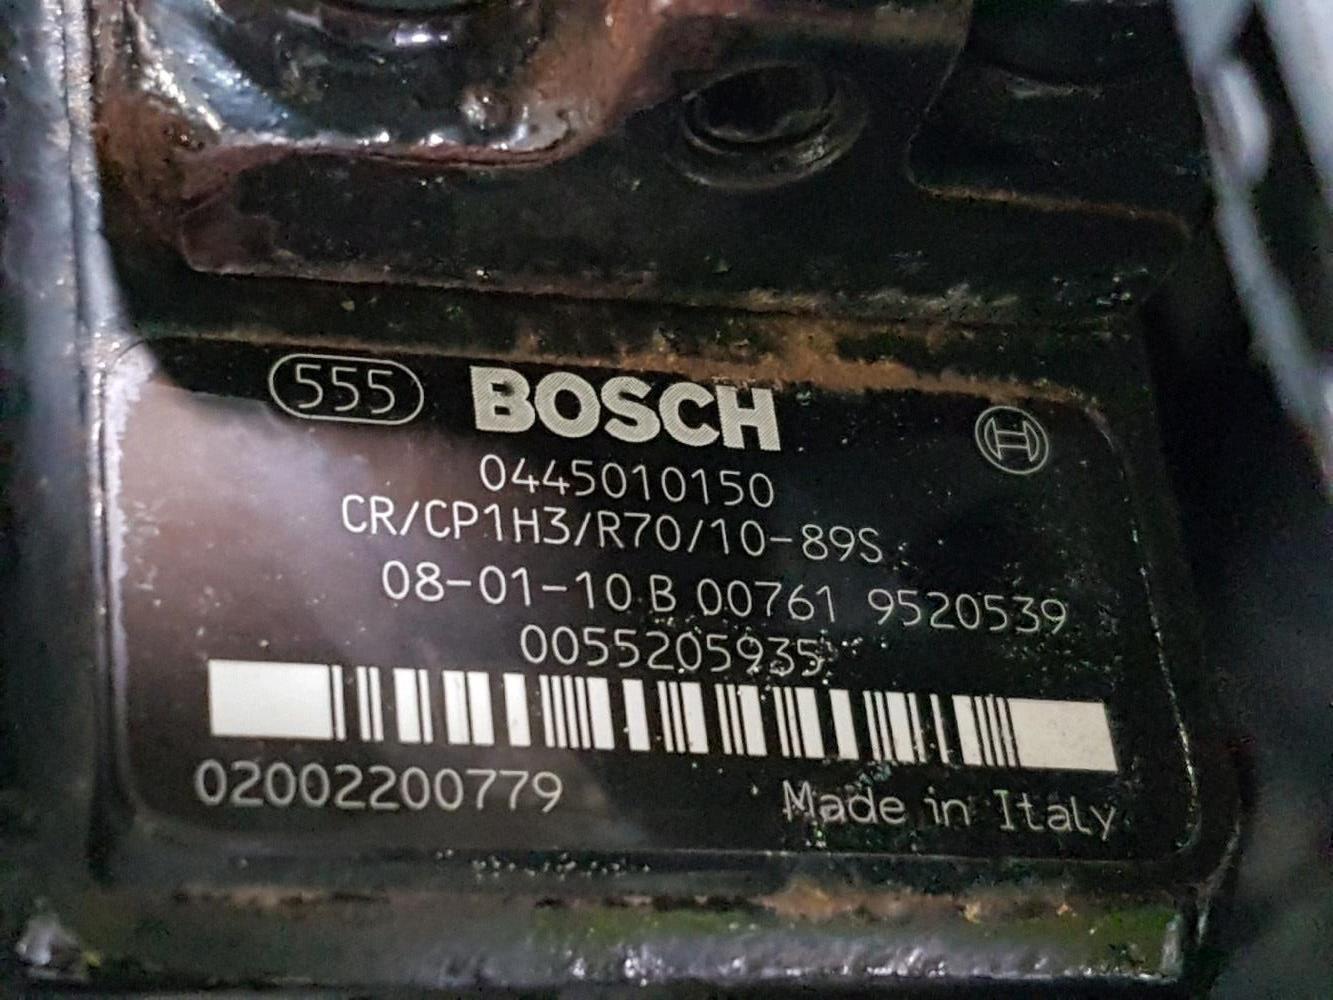 555 BOSCH
0445010150
CR/CP1H3/R70/10-89S
08-01-10 B 00761 9520539
0055205935
02002200779 Made in Italy